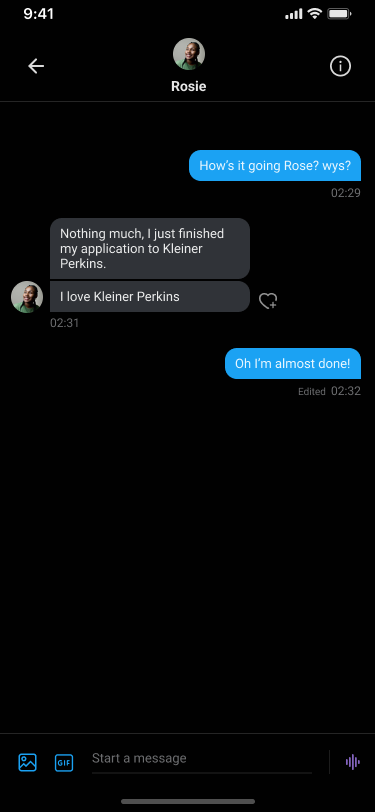 9:41
Rosie
How's it going Rose? wys?
02:29
Nothing much, I just finished
my application to Kleiner
Perkins.
I love Kleiner Perkins
02:31
Oh I'm almost done!
Edited 02:32
GIF
Start a message